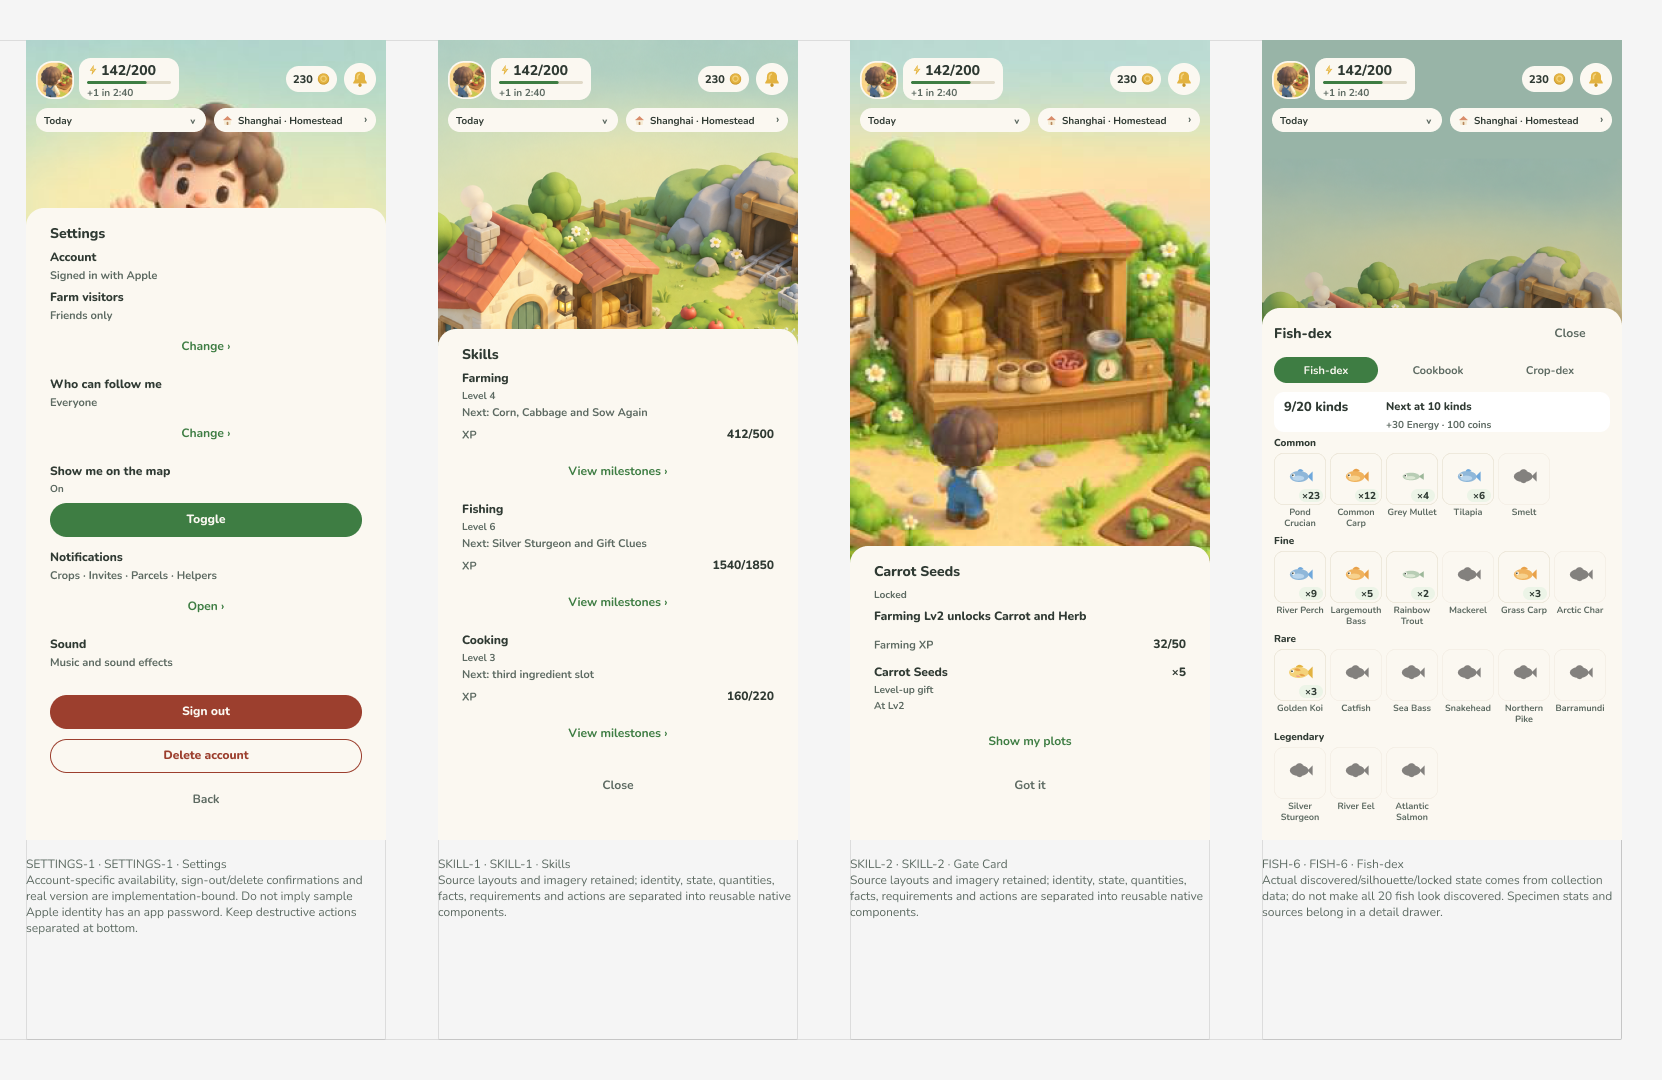 142/200
+1 in 2:40
230
Today
Shanghai · Homestead
Settings
Account
Signed in with Apple
Farm visitors
Friends only
Change ›
Who can follow me
Everyone
Change ›
Show me on the map
On
Toggle
Notifications
Crops · Invites · Parcels · Helpers
Open ›
Sound
Music and sound effects
Sign out
Delete account
Back
SETTINGS-1 · SETTINGS-1 · Settings
Account-specific availability, sign-out/delete confirmations and
real version are implementation-bound. Do not imply sample
Apple identity has an app password. Keep destructive actions
separated at bottom.
142/200
+1 in 2:40
230
Today
Shanghai · Homestead
Skills
Farming
Level 4
Next: Corn, Cabbage and Sow Again
XP 412/500
View milestones ›
Fishing
Level 6
Next: Silver Sturgeon and Gift Clues
XP 1540/1850
View milestones ›
Cooking
Level 3
Next: third ingredient slot
XP 160/220
View milestones ›
Close
SKILL-1 · SKILL-1 · Skills
Source layouts and imagery retained; identity, state, quantities,
facts, requirements and actions are separated into reusable native
components.
142/200
+1 in 2:40
230
Today
Shanghai · Homestead
Carrot Seeds
Locked
Farming Lv2 unlocks Carrot and Herb
Farming XP 32/50
Carrot Seeds ×5
Level-up gift
At Lv2
Show my plots
Got it
SKILL-2 · SKILL-2 · Gate Card
Source layouts and imagery retained; identity, state, quantities,
facts, requirements and actions are separated into reusable native
components.
142/200
+1 in 2:40
230
Today
Shanghai · Homestead
Fish-dex Close
Fish-dex Cookbook Crop-dex
9/20 kinds Next at 10 kinds
+30 Energy · 100 coins
Common
×23 ×12 ×4 ×6
Pond Crucian Common Carp Grey Mullet Tilapia Smelt
Fine
×9 ×5 ×2 ×3
River Perch Largemouth Bass Rainbow Trout Mackerel Grass Carp Arctic Char
Rare
×3
Golden Koi Catfish Sea Bass Snakehead Northern Pike Barramundi
Legendary
Silver Sturgeon River Eel Atlantic Salmon
FISH-6 · FISH-6 · Fish-dex
Actual discovered/silhouette/locked state comes from collection
data; do not make all 20 fish look discovered. Specimen stats and
sources belong in a detail drawer.